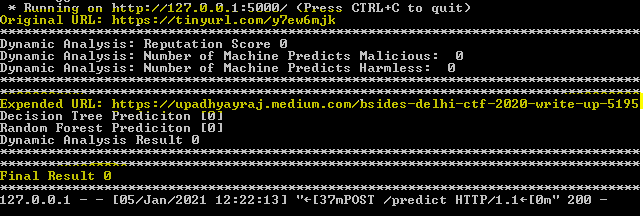 * Running on http://127.0.0.1:5000/ (Press CTRL+C to quit)
Original URL: https://tinyurl.com/y7ew6mjk
********************************************************************************
Dynamic Analysis: Reputation Score 0
Dynamic Analysis: Number of Machine Predicts Malicious:  0
Dynamic Analysis: Number of Machine Predicts Harmless:  0
********************************************************************************
Expended URL: https://upadhyayraj.medium.com/bsides-delhi-ctf-2020-write-up-5195
Decision Tree Prediciton [0]
Random Forest Prediciton [0]
Dynamic Analysis Result 0
********************************************************************************
Final Result 0
********************************************************************************
127.0.0.1 - - [05/Jan/2021 12:22:13] "←[37mPOST /predict HTTP/1.1←[0m" 200 -